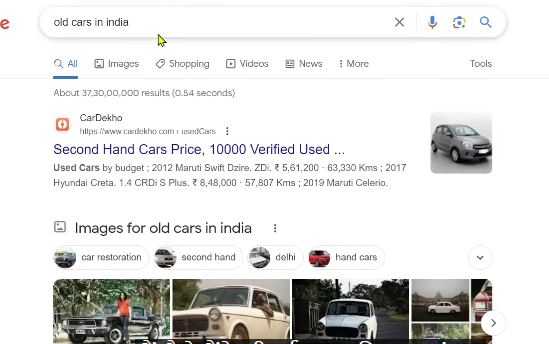 e
old cars in india
All
Images
Shopping
Videos
News
More
Tools
About 37,30,00,000 results (0.54 seconds)
CarDekho
https://www.cardekho.com › usedCars
Second Hand Cars Price, 10000 Verified Used ...
Used Cars by budget ; 2012 Maruti Swift Dzire. ZDi. ₹ 5,61,200 · 63,330 Kms ; 2017
Hyundai Creta. 1.4 CRDi S Plus. ₹ 8,48,000 · 57,807 Kms ; 2019 Maruti Celerio.
Images for old cars in india
car restoration
second hand
delhi
hand cars